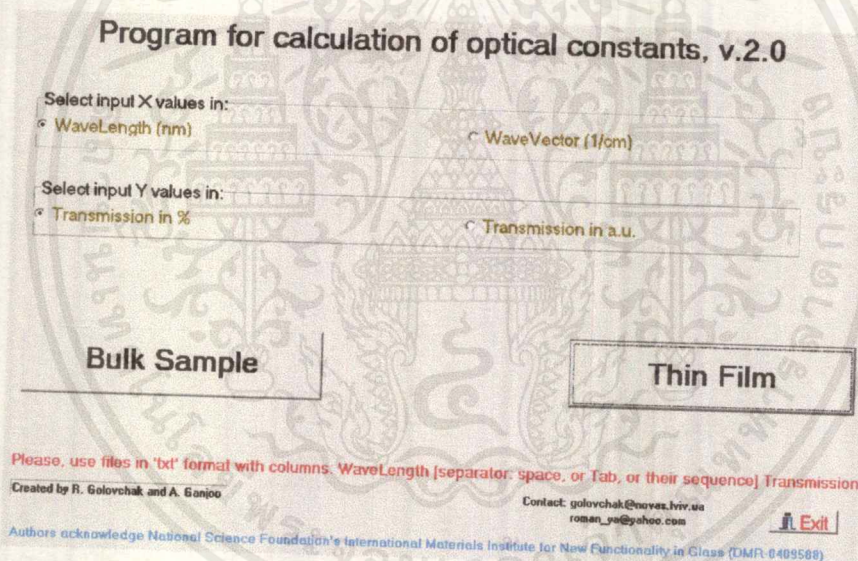 Program for calculation of optical constants, v.2.0
Select input X values in:
WaveLength (nm)
WaveVector (1/cm)
Select input Y values in:
Transmission in %
Transmission in a.u.
Bulk Sample
Thin Film
Please, use files in 'txt' format with columns: WaveLength [separator: space, or Tab, or their sequence] Transmission
Created by R. Golovchak and A. Ganjoo
Contact: golovchak@novas.lviv.ua
roman_ya@yahoo.com
Exit
Authors acknowledge National Science Foundation's International Materials Institute for New Functionality in Glass (DMR-0409588)